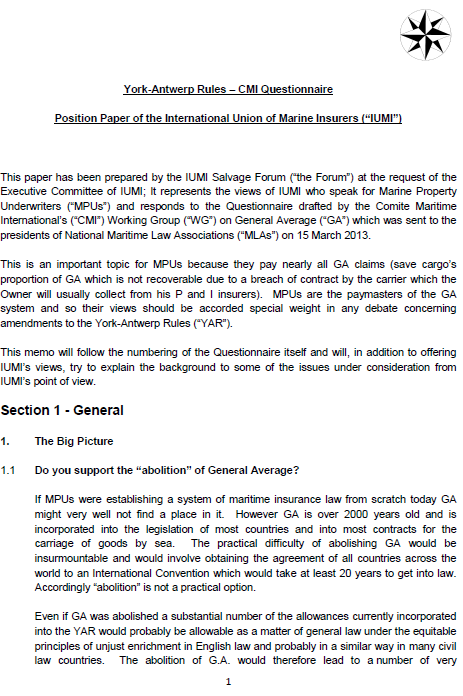 York-Antwerp Rules – CMI Questionnaire
Position Paper of the International Union of Marine Insurers (“IUMI”)
This paper has been prepared by the IUMI Salvage Forum (“the Forum”) at the request of the
Executive Committee of IUMI; It represents the views of IUMI who speak for Marine Property
Underwriters (“MPUs”) and responds to the Questionnaire drafted by the Comite Maritime
International’s (“CMI”) Working Group (“WG”) on General Average (“GA”) which was sent to the
presidents of National Maritime Law Associations (“MLAs”) on 15 March 2013.
This is an important topic for MPUs because they pay nearly all GA claims (save cargo’s
proportion of GA which is not recoverable due to a breach of contract by the carrier which the
Owner will usually collect from his P and I insurers). MPUs are the paymasters of the GA
system and so their views should be accorded special weight in any debate concerning
amendments to the York-Antwerp Rules (“YAR”).
This memo will follow the numbering of the Questionnaire itself and will, in addition to offering
IUMI’s views, try to explain the background to some of the issues under consideration from
IUMI’s point of view.
Section 1 - General
1. The Big Picture
1.1 Do you support the “abolition” of General Average?
If MPUs were establishing a system of maritime insurance law from scratch today GA
might very well not find a place in it. However GA is over 2000 years old and is
incorporated into the legislation of most countries and into most contracts for the
carriage of goods by sea. The practical difficulty of abolishing GA would be
insurmountable and would involve obtaining the agreement of all countries across the
world to an International Convention which would take at least 20 years to get into law.
Accordingly “abolition” is not a practical option.
Even if GA was abolished a substantial number of the allowances currently incorporated
into the YAR would probably be allowable as a matter of general law under the equitable
principles of unjust enrichment in English law and probably in a similar way in many civil
law countries. The abolition of G.A. would therefore lead to a number of very
1